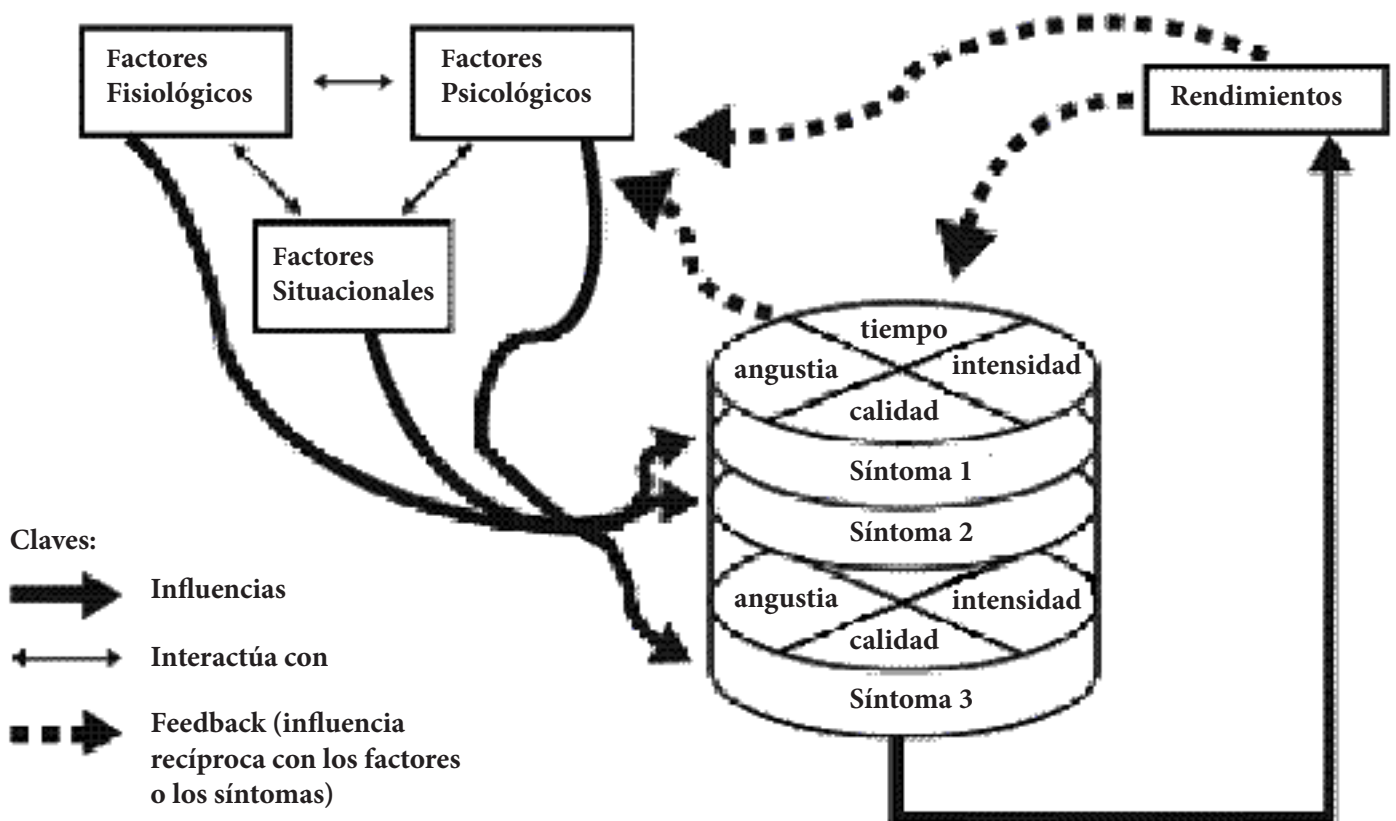 Factores
Fisiológicos
Factores
Psicológicos
Rendimientos
Factores
Situacionales
tiempo
angustia
intensidad
calidad
Síntoma 1
Síntoma 2
angustia
intensidad
calidad
Síntoma 3
Claves:
Influencias
Interactúa con
Feedback (influencia
recíproca con los factores
o los síntomas)